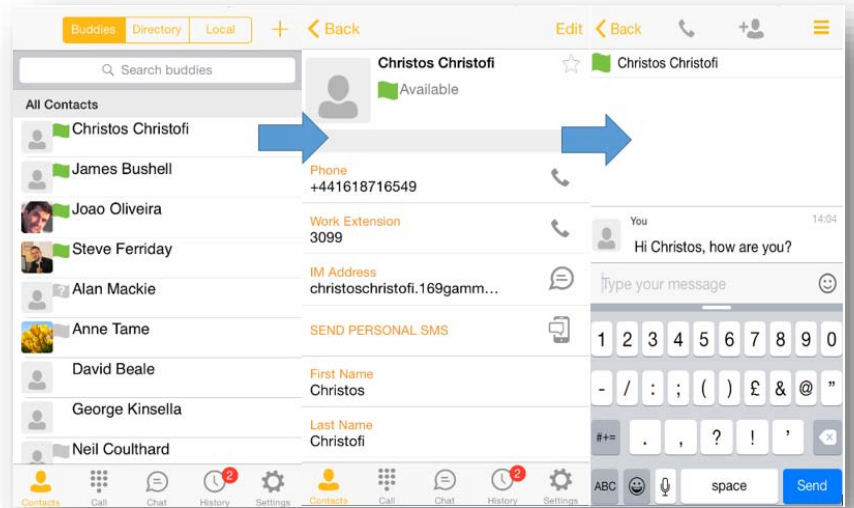 Buddies Directory Local +
Search buddies
All Contacts
Christos Christofi
James Bushell
Joao Oliveira
Steve Ferriday
? Alan Mackie
Anne Tame
David Beale
George Kinsella
Neil Coulthard
2
Contacts Call Chat History Settings
Back Edit
Christos Christofi
Available
Phone
+441618716549
Work Extension
3099
IM Address
christoschristofi.169gamm...
SEND PERSONAL SMS
First Name
Christos
Last Name
Christofi
2
Contacts Call Chat History Settings
Back
Christos Christofi
You 14:04
Hi Christos, how are you?
Type your message
1 2 3 4 5 6 7 8 9 0
- / : ; ( ) £ & @ "
#+= . , ? ! '
ABC space Send